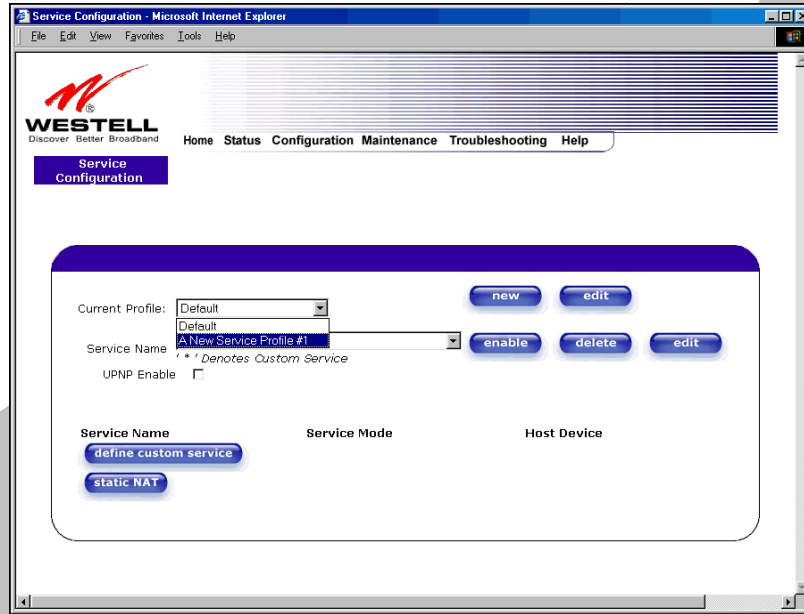 Service Configuration - Microsoft Internet Explorer
File Edit View Favorites Tools Help
WESTELL
®
Discover Better Broadband
Home Status Configuration Maintenance Troubleshooting Help
Service
Configuration
new edit
Current Profile: Default
Default
A New Service Profile #1
Service Name
enable delete edit
' * ' Denotes Custom Service
UPNP Enable
Service Name Service Mode Host Device
define custom service
static NAT